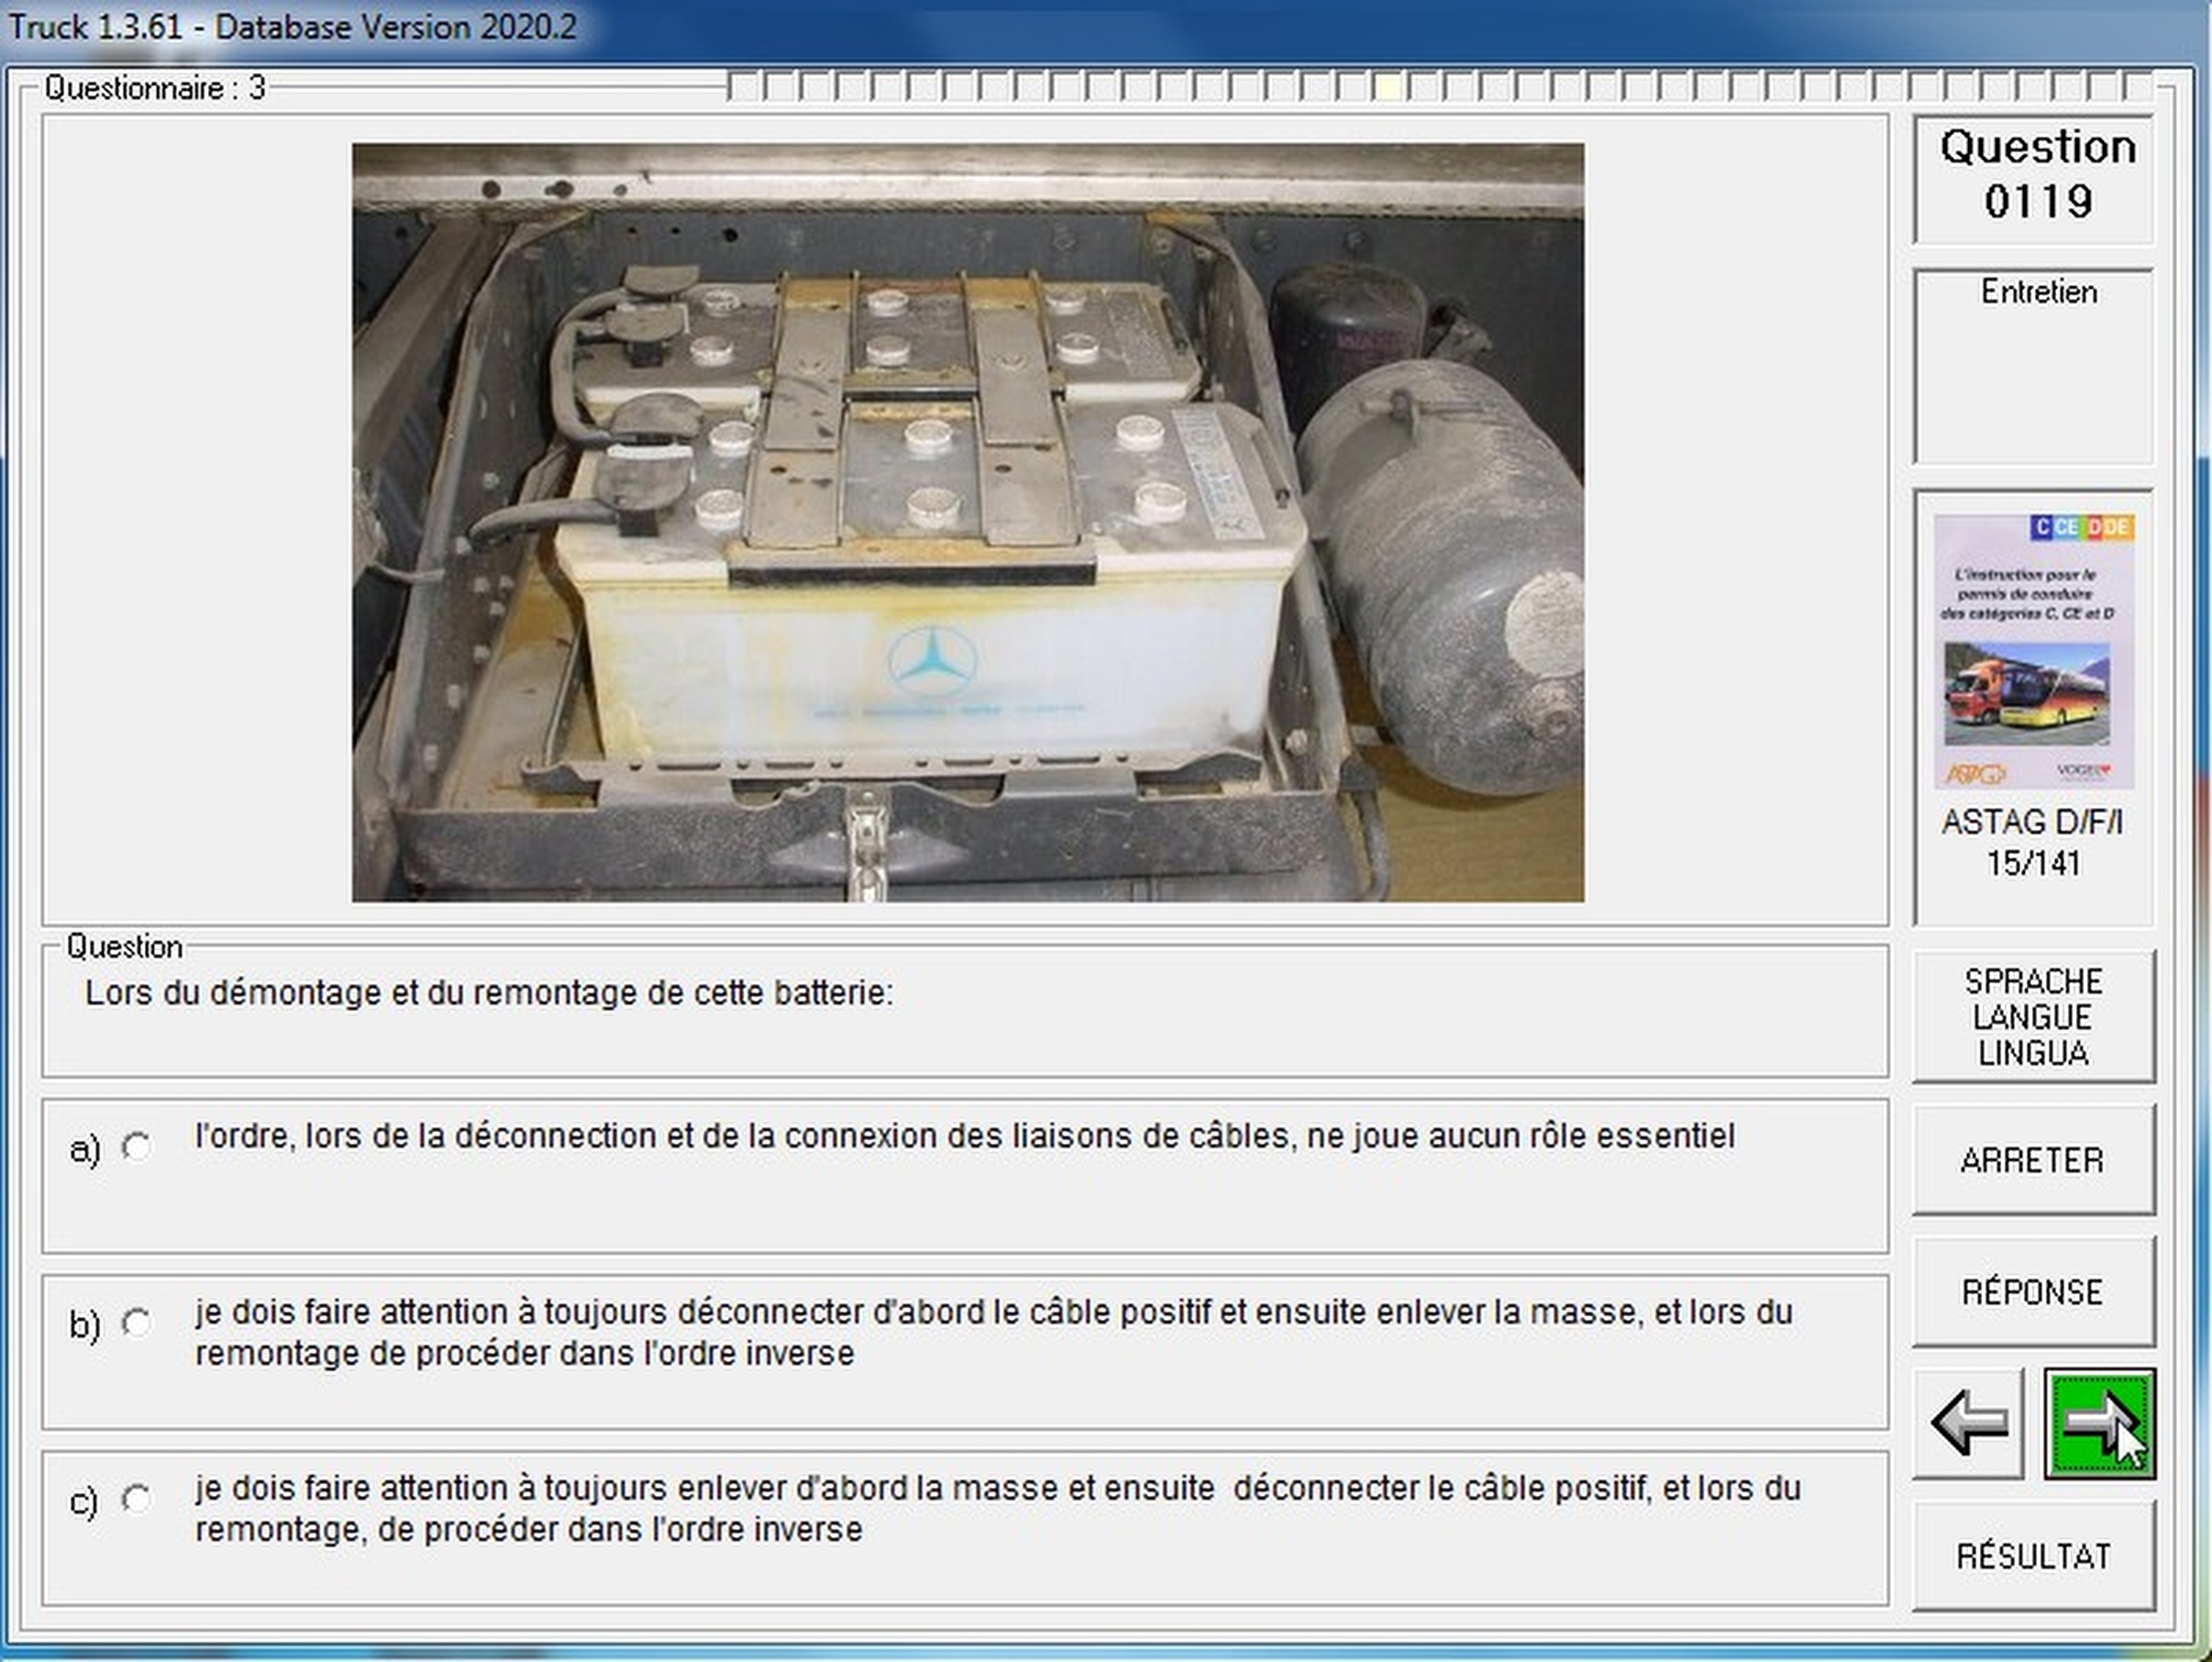 Truck 1.3.61 - Database Version 2020.2
Questionnaire : 3
Question
0119
Entretien
C CE D DE
L'instruction pour le
permis de conduire
des catégories C, CE et D
ASTAG
VOGEL
ASTAG D/F/I
15/141
Question
Lors du démontage et du remontage de cette batterie:
SPRACHE
LANGUE
LINGUA
a) l'ordre, lors de la déconnection et de la connexion des liaisons de câbles, ne joue aucun rôle essentiel
ARRETER
b) je dois faire attention à toujours déconnecter d'abord le câble positif et ensuite enlever la masse, et lors du
remontage de procéder dans l'ordre inverse
RÉPONSE
c) je dois faire attention à toujours enlever d'abord la masse et ensuite déconnecter le câble positif, et lors du
remontage, de procéder dans l'ordre inverse
RÉSULTAT